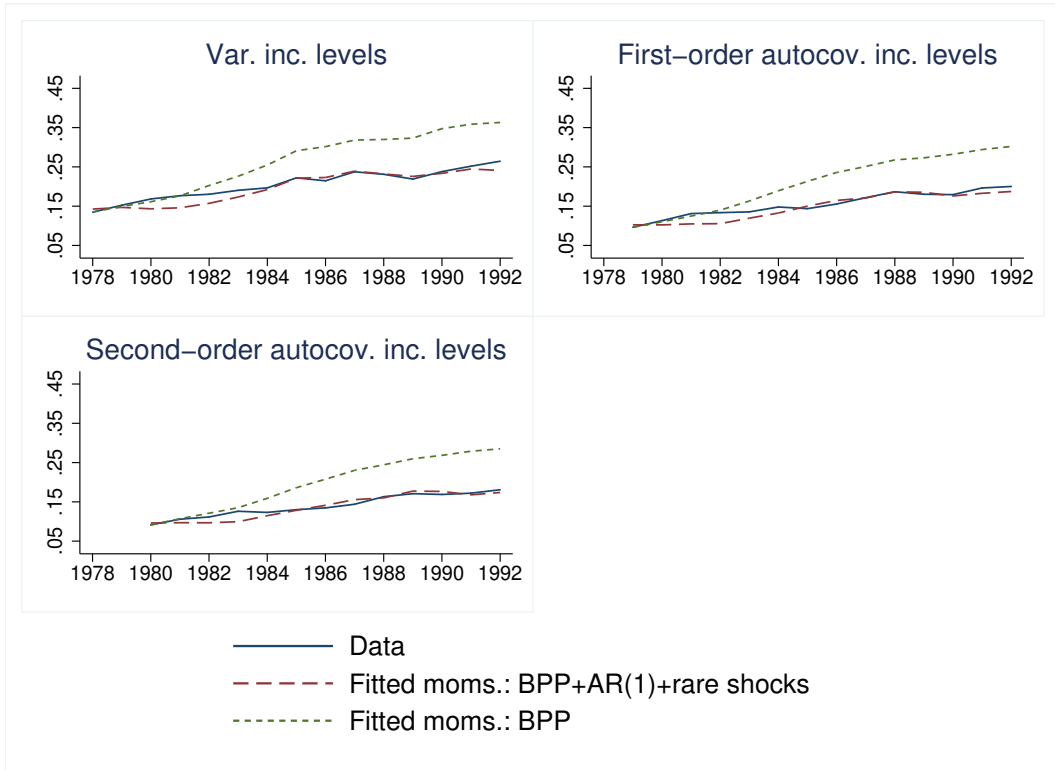 Var. inc. levels
.45
.35
.25
.15
.05
1978 1980 1982 1984 1986 1988 1990 1992
First−order autocov. inc. levels
.45
.35
.25
.15
.05
1978 1980 1982 1984 1986 1988 1990 1992
Second−order autocov. inc. levels
.45
.35
.25
.15
.05
1978 1980 1982 1984 1986 1988 1990 1992
Data
Fitted moms.: BPP+AR(1)+rare shocks
Fitted moms.: BPP